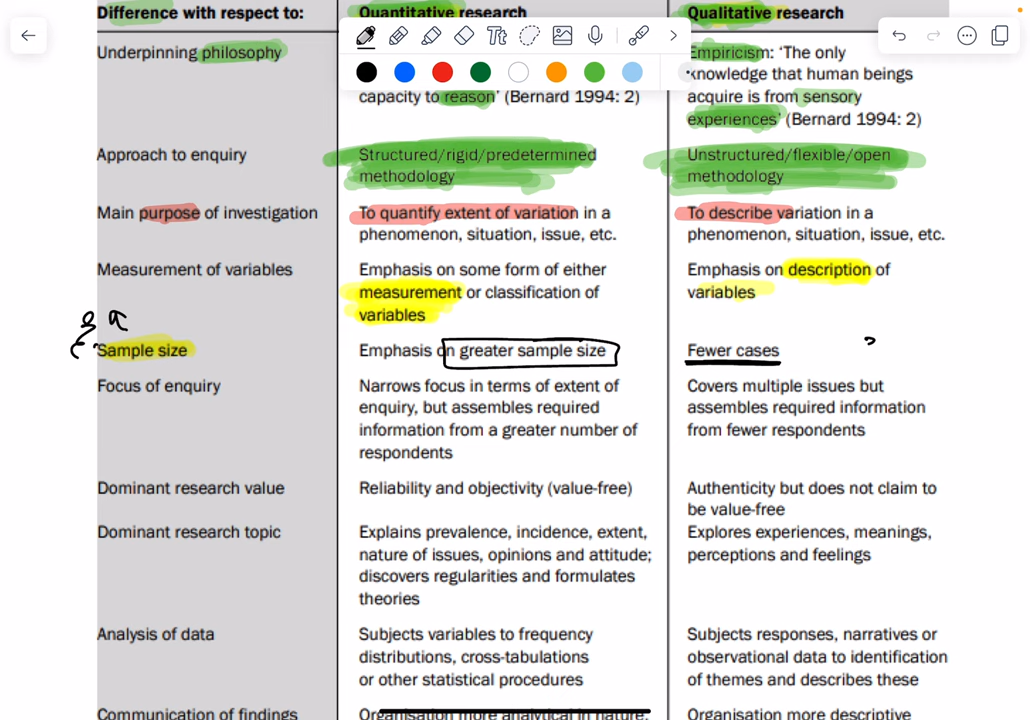 Difference with respect to: Quantitative research Qualitative research
Underpinning philosophy Empiricism: ‘The only
knowledge that human beings
capacity to reason’ (Bernard 1994: 2) acquire is from sensory
experiences’ (Bernard 1994: 2)
Approach to enquiry Structured/rigid/predetermined Unstructured/flexible/open
methodology methodology
Main purpose of investigation To quantify extent of variation in a To describe variation in a
phenomenon, situation, issue, etc. phenomenon, situation, issue, etc.
Measurement of variables Emphasis on some form of either Emphasis on description of
measurement or classification of variables
variables
Sample size Emphasis on greater sample size Fewer cases
Focus of enquiry Narrows focus in terms of extent of Covers multiple issues but
enquiry, but assembles required assembles required information
information from a greater number of from fewer respondents
respondents
Dominant research value Reliability and objectivity (value-free) Authenticity but does not claim to
be value-free
Dominant research topic Explains prevalence, incidence, extent, Explores experiences, meanings,
nature of issues, opinions and attitude; perceptions and feelings
discovers regularities and formulates
theories
Analysis of data Subjects variables to frequency Subjects responses, narratives or
distributions, cross-tabulations observational data to identification
or other statistical procedures of themes and describes these
Communication of findings Organisation more analytical in nature, Organisation more descriptive